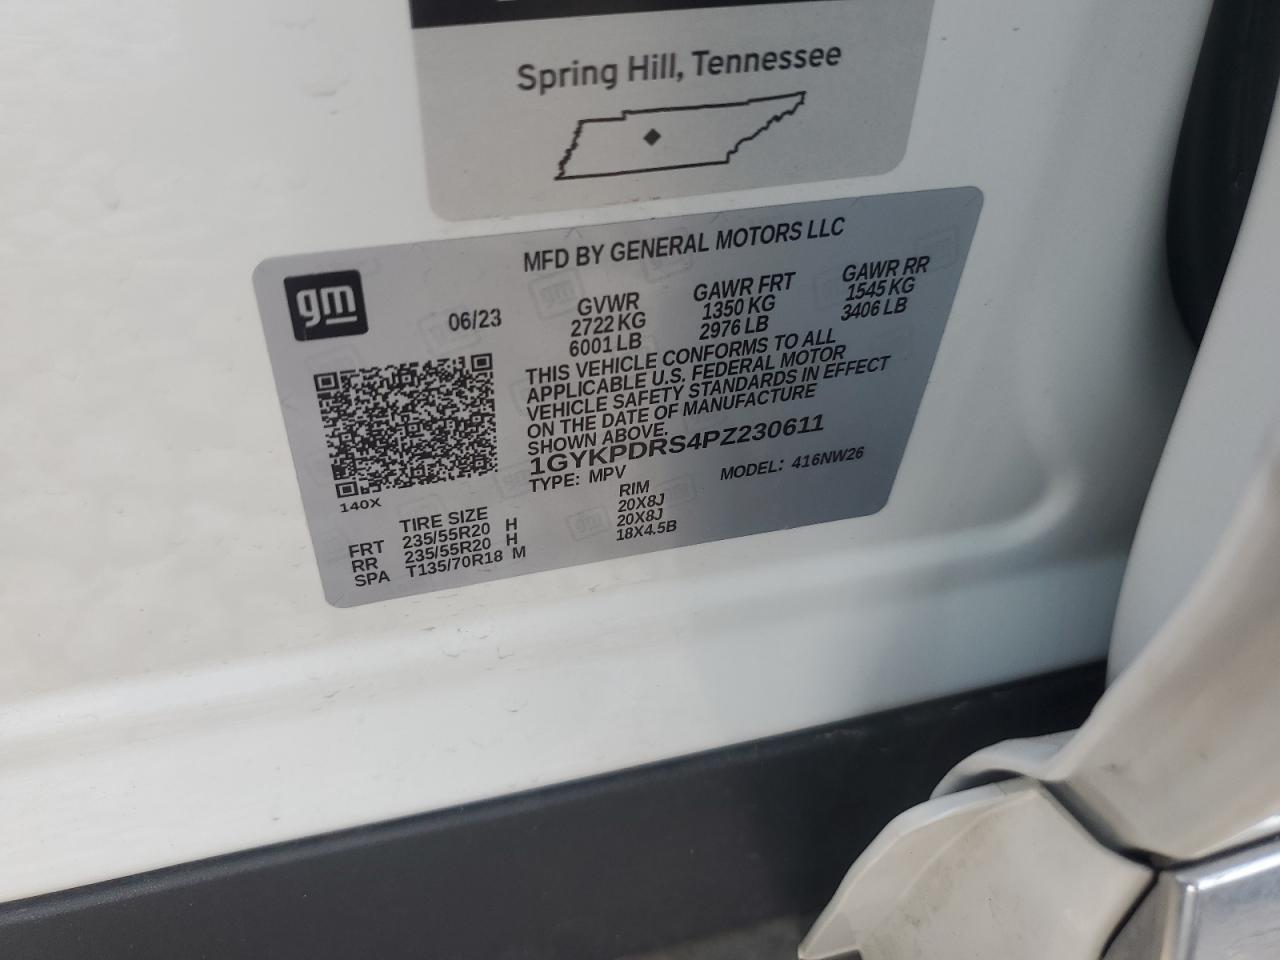 Spring Hill, Tennessee
MFD BY GENERAL MOTORS LLC
gm
06/23
GVWR
2722 KG
6001 LB
GAWR FRT
1350 KG
2976 LB
GAWR RR
1545 KG
3406 LB
THIS VEHICLE CONFORMS TO ALL
APPLICABLE U.S. FEDERAL MOTOR
VEHICLE SAFETY STANDARDS IN EFFECT
ON THE DATE OF MANUFACTURE
SHOWN ABOVE.
1GYKPDRS4PZ230611
TYPE: MPV
MODEL: 416NW26
140X
TIRE SIZE RIM
FRT 235/55R20 H 20X8J
RR 235/55R20 H 20X8J
SPA T135/70R18 M 18X4.5B